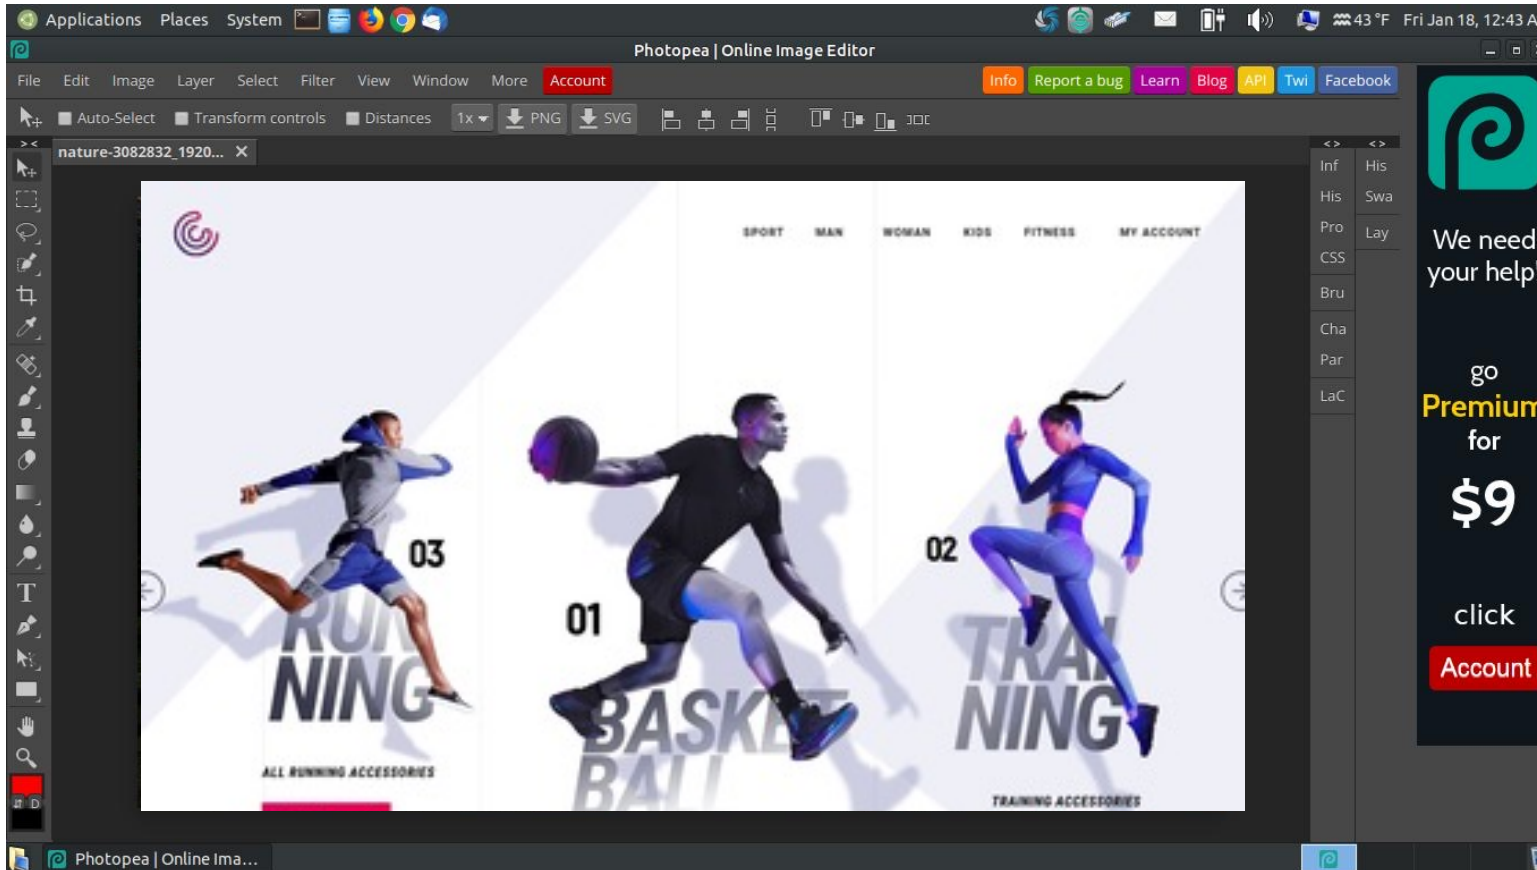 Applications Places System 43 °F Fri Jan 18, 12:43 A
Photopea | Online Image Editor
File Edit Image Layer Select Filter View Window More Account Info Report a bug Learn Blog API Twi Facebook
Auto-Select Transform controls Distances 1x PNG SVG
> < < > < >
nature-3082832_1920... X
Inf His
His Swa
Pro Lay
CSS
Bru
Cha
Par
LaC
SPORT MAN WOMAN KIDS FITNESS MY ACCOUNT
03
RUN
NING
ALL RUNNING ACCESSORIES
01
BASKET
BALL
02
TRAI
NING
TRAINING ACCESSORIES
T
D
We need
your help!
go
Premium
for
$9
click
Account
Photopea | Online Ima...